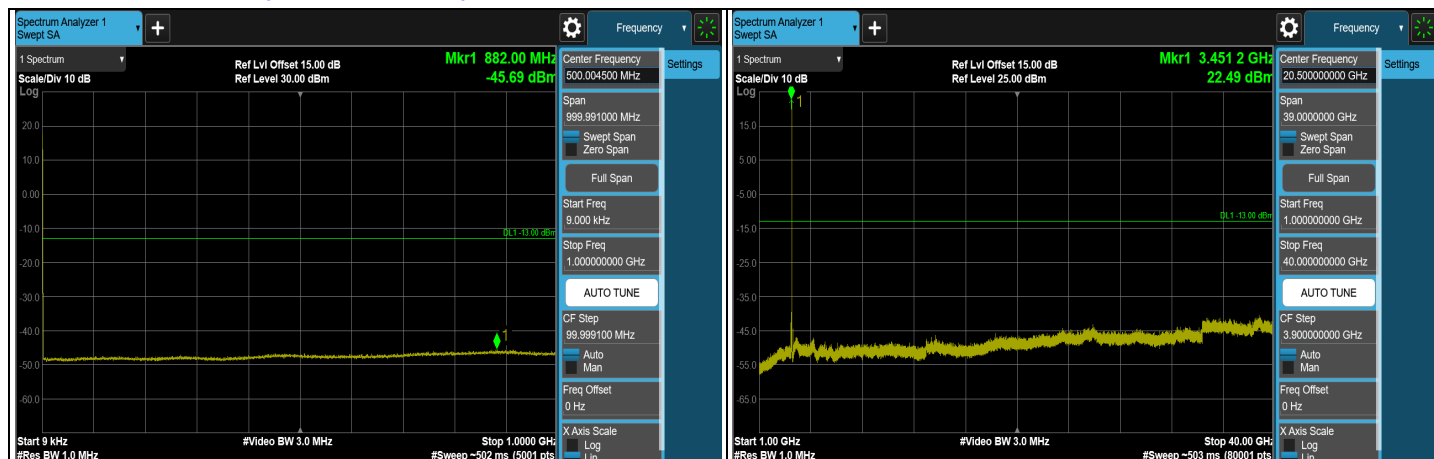 Spectrum Analyzer 1
Swept SA
+
Frequency
1 Spectrum
Scale/Div 10 dB
Log
Ref Lvl Offset 15.00 dB
Ref Level 30.00 dBm
Mkr1 882.00 MHz
-45.69 dBm
1
20.0
10.0
0.00
-10.0
-20.0
-30.0
-40.0
-50.0
-60.0
DL1 -13.00 dBm
Start 9 kHz
#Res BW 1.0 MHz
#Video BW 3.0 MHz
Stop 1.0000 GHz
#Sweep ~502 ms (5001 pts
Center Frequency
500.004500 MHz
Span
999.991000 MHz
Swept Span
Zero Span
Full Span
Start Freq
9.000 kHz
Stop Freq
1.000000000 GHz
AUTO TUNE
CF Step
99.999100 MHz
Auto
Man
Freq Offset
0 Hz
X Axis Scale
Log
Lin
Settings
Spectrum Analyzer 1
Swept SA
+
Frequency
1 Spectrum
Scale/Div 10 dB
Log
Ref Lvl Offset 15.00 dB
Ref Level 25.00 dBm
Mkr1 3.451 2 GHz
22.49 dBm
1
15.0
5.00
-5.00
-15.0
-25.0
-35.0
-45.0
-55.0
-65.0
DL1 -13.00 dBm
Start 1.00 GHz
#Res BW 1.0 MHz
#Video BW 3.0 MHz
Stop 40.00 GHz
#Sweep ~503 ms (80001 pts
Center Frequency
20.500000000 GHz
Span
39.0000000 GHz
Swept Span
Zero Span
Full Span
Start Freq
1.000000000 GHz
Stop Freq
40.000000000 GHz
AUTO TUNE
CF Step
3.900000000 GHz
Auto
Man
Freq Offset
0 Hz
X Axis Scale
Log
Lin
Settings